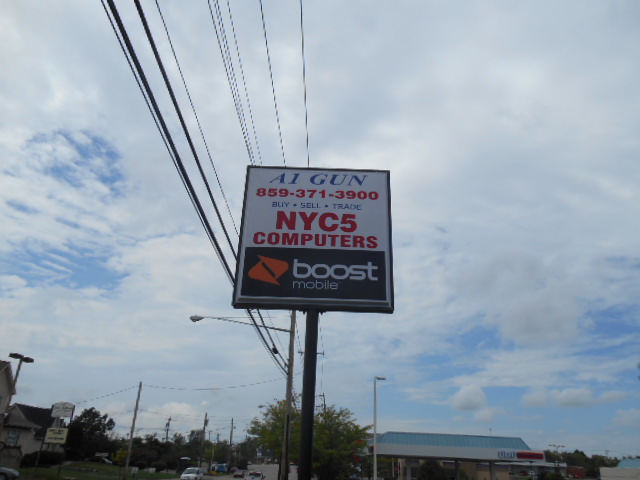 A1 GUN
859-371-3900
BUY • SELL • TRADE
NYC5
COMPUTERS
boost
mobile